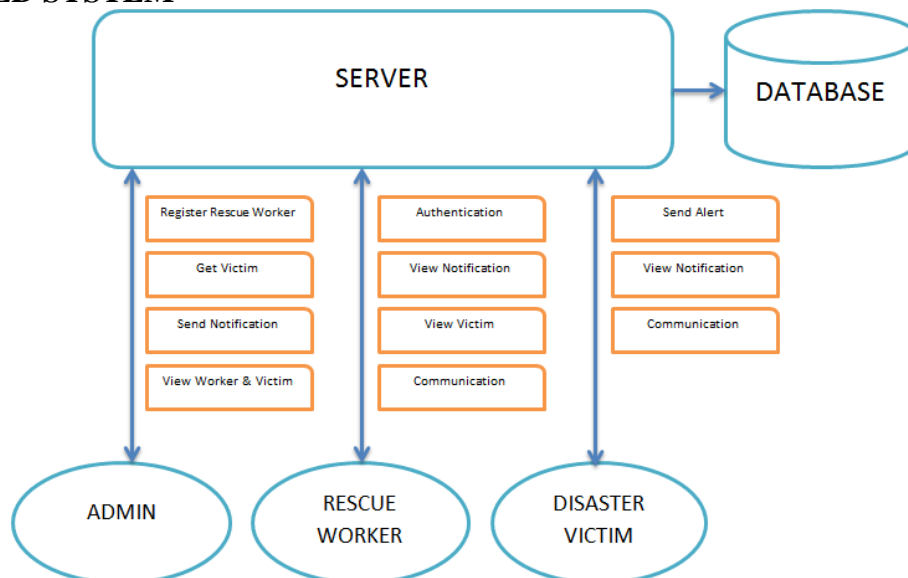 SYSTEM
SERVER
DATABASE
Register Rescue Worker
Get Victim
Send Notification
View Worker & Victim
Authentication
View Notification
View Victim
Communication
Send Alert
View Notification
Communication
ADMIN
RESCUE
WORKER
DISASTER
VICTIM